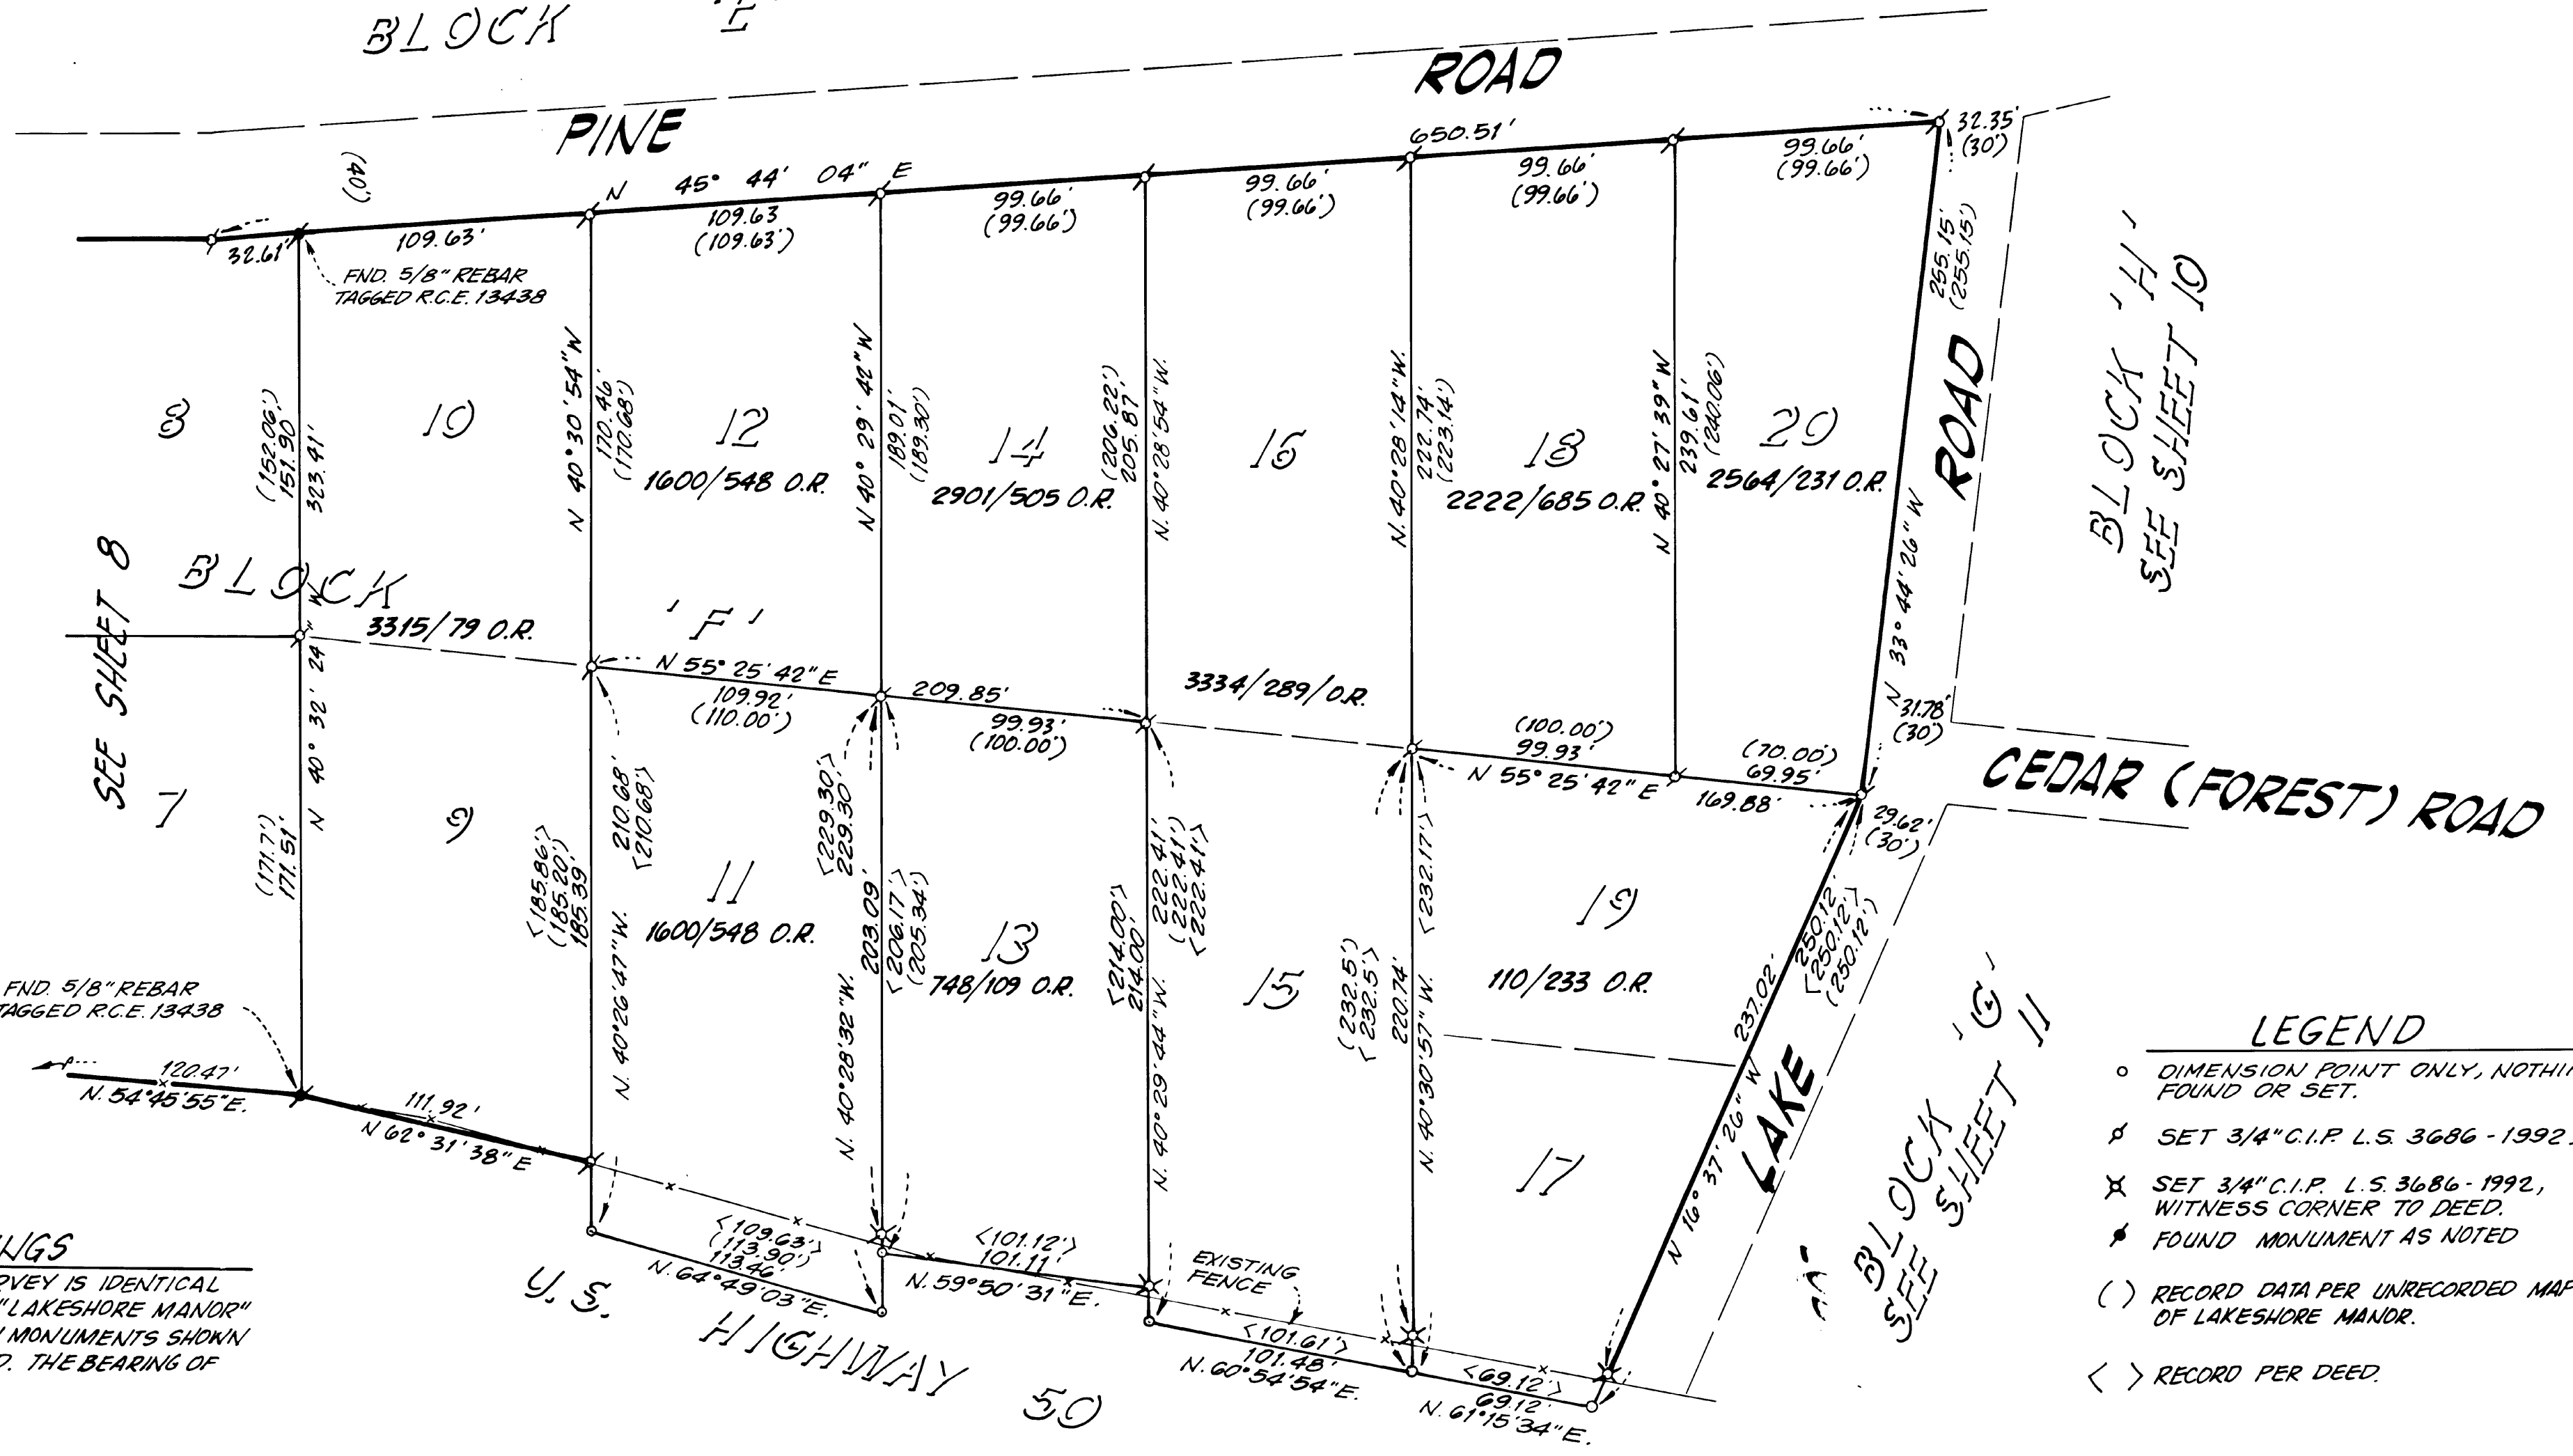 BLOCK 'E'
PINE
ROAD
N 45° 44' 04" E
650.51'
(40')
32.61'
109.63'
109.63
(109.63')
99.66'
(99.66')
99.66'
(99.66')
99.66'
(99.66')
99.66'
(99.66')
32.35'
(30')
FND. 5/8" REBAR
TAGGED R.C.E. 13438
8
10
12
1600/548 O.R.
14
2901/505 O.R.
16
18
2222/685 O.R.
20
2564/231 O.R.
(152.06')
151.90'
323.41'
N 40° 30' 54" W
170.46'
(170.68')
N 40° 29' 42" W
189.01'
(189.30')
(206.22')
205.87'
N. 40° 28' 54" W.
N. 40° 28' 14" W.
222.74'
(223.14')
N 40° 27' 39" W
239.61'
(240.06')
255.15'
(255.15')
ROAD
N 33° 44' 26" W
BLOCK 'H'
SEE SHEET 10
SEE SHEET 8
BLOCK 'F'
3315/79 O.R.
N 40° 32' 24" W
N 55° 25' 42" E
109.92'
(110.00')
209.85'
99.93'
(100.00')
3334/289/O.R.
(100.00')
99.93'
N 55° 25' 42" E
(70.00')
69.95'
169.88'
31.78'
(30')
CEDAR (FOREST) ROAD
29.62'
(30')
7
9
11
1600/548 O.R.
13
748/109 O.R.
15
19
110/233 O.R.
17
(171.7')
171.51'
<185.86'>
(185.20')
185.39'
210.68'
<210.68'>
N. 40°26'47" W.
<229.30'>
229.30'
203.09'
<206.17'>
(205.34')
N. 40°28'32" W.
<214.00'>
214.00'
222.41'
(222.41')
<222.41'>
N. 40°29'44" W.
(232.5')
<232.5'>
220.74'
<232.17'>
N. 40°30'57" W.
250.12'
<250.12'>
(250.12')
237.02'
N 16° 37' 26" W
LAKE
BLOCK 'G'
SEE SHEET 11
FND. 5/8" REBAR
TAGGED R.C.E. 13438
120.47'
N. 54°45'55" E.
111.92'
N 62° 31' 38" E
<109.63'>
(113.90')
113.46'
N. 64°49'03" E.
<101.12'>
101.11'
N. 59°50'31" E.
EXISTING
FENCE
<101.61'>
101.48'
N. 60°54'54" E.
<69.12'>
69.12'
N. 61°15'34" E.
U.S. HIGHWAY 50
RVEY IS IDENTICAL
"LAKESHORE MANOR"
MONUMENTS SHOWN
D. THE BEARING OF
LEGEND
DIMENSION POINT ONLY, NOTHI
FOUND OR SET.
SET 3/4" C.I.P. L.S. 3686 - 1992.
SET 3/4" C.I.P. L.S. 3686 - 1992,
WITNESS CORNER TO DEED.
FOUND MONUMENT AS NOTED
( ) RECORD DATA PER UNRECORDED MAP
OF LAKESHORE MANOR.
< > RECORD PER DEED.